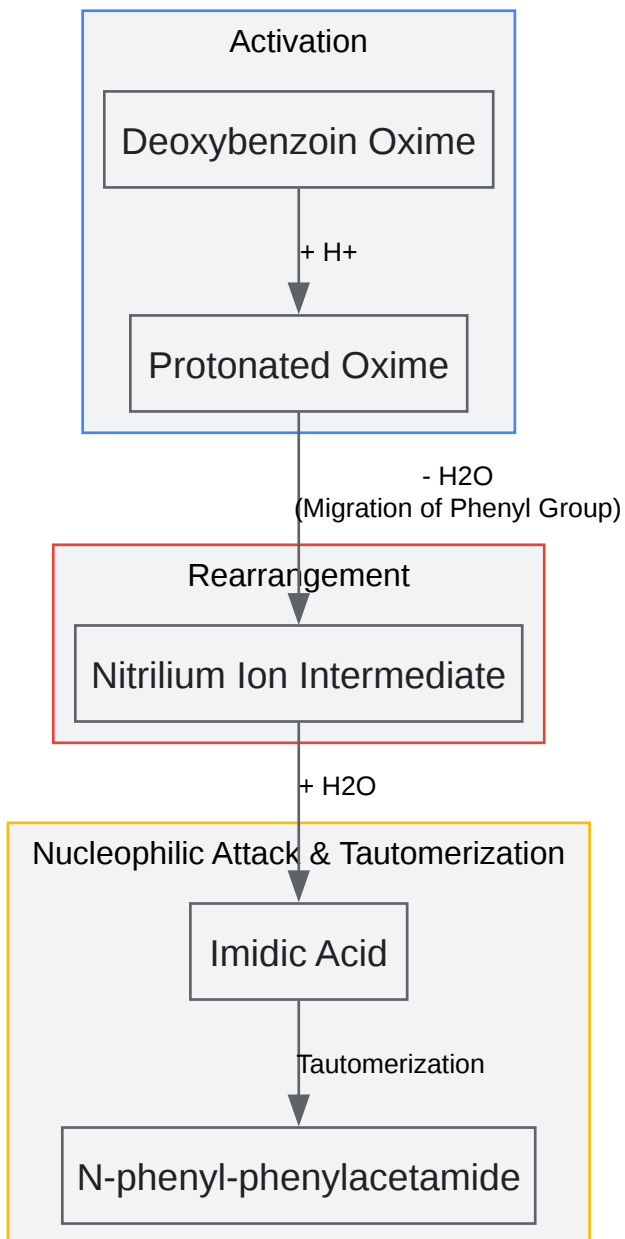 Activation
Deoxybenzoin Oxime
+ H+
Protonated Oxime
- H2O
(Migration of Phenyl Group)
Rearrangement
Nitrilium Ion Intermediate
+ H2O
Nucleophilic Attack & Tautomerization
Imidic Acid
Tautomerization
N-phenyl-phenylacetamide